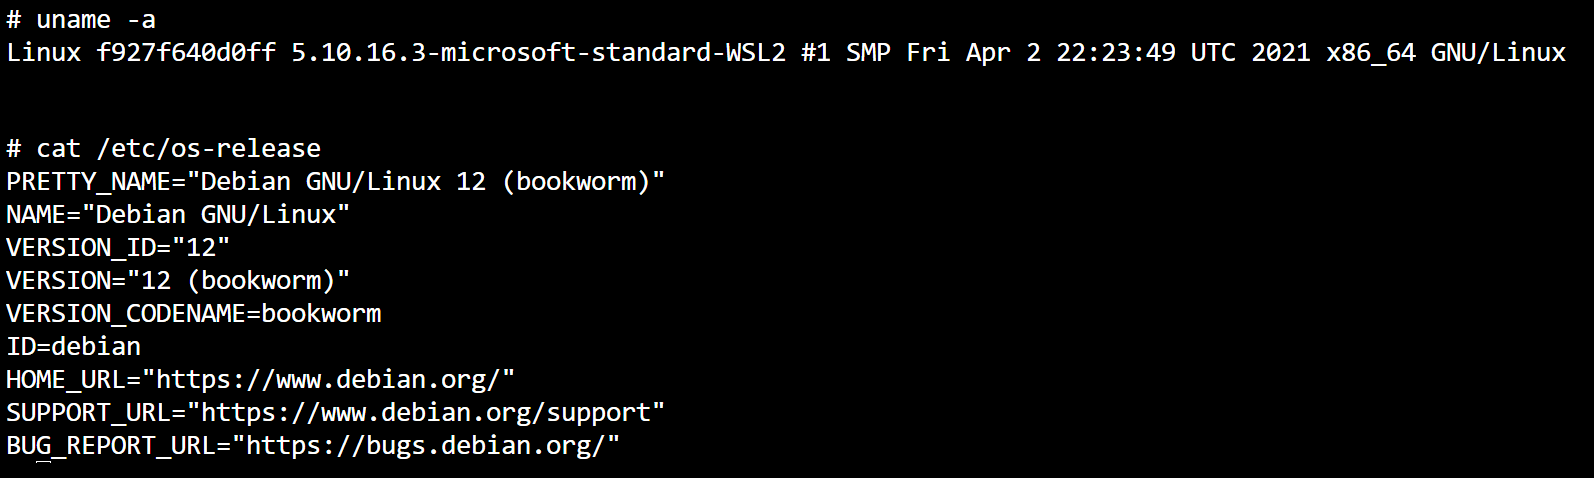 # uname -a
Linux f927f640d0ff 5.10.16.3-microsoft-standard-WSL2 #1 SMP Fri Apr 2 22:23:49 UTC 2021 x86_64 GNU/Linux
# cat /etc/os-release
PRETTY_NAME="Debian GNU/Linux 12 (bookworm)"
NAME="Debian GNU/Linux"
VERSION_ID="12"
VERSION="12 (bookworm)"
VERSION_CODENAME=bookworm
ID=debian
HOME_URL="https://www.debian.org/"
SUPPORT_URL="https://www.debian.org/support"
BUG_REPORT_URL="https://bugs.debian.org/"